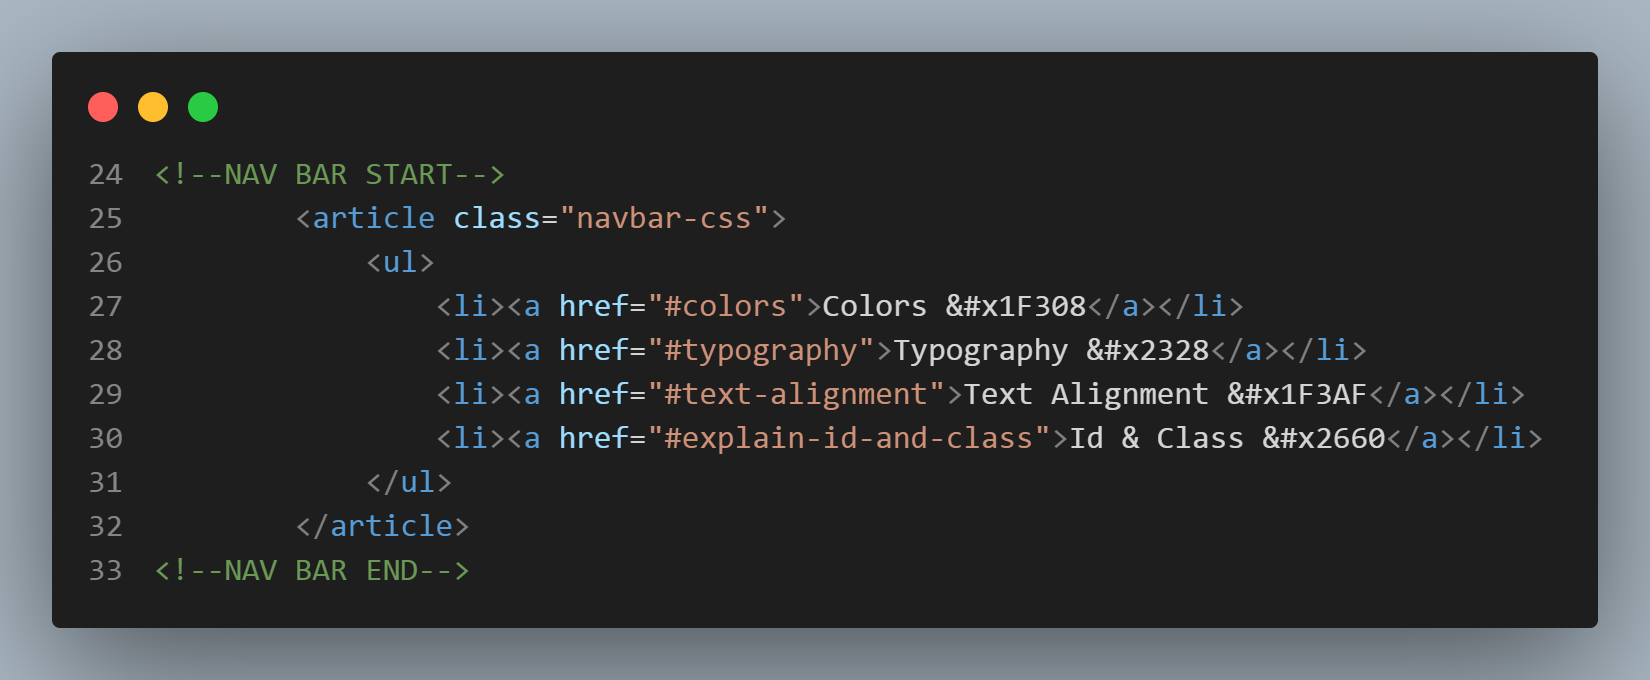 24 <!--NAV BAR START-->
25         <article class="navbar-css">
26             <ul>
27                 <li><a href="#colors">Colors &#x1F308</a></li>
28                 <li><a href="#typography">Typography &#x2328</a></li>
29                 <li><a href="#text-alignment">Text Alignment &#x1F3AF</a></li>
30                 <li><a href="#explain-id-and-class">Id & Class &#x2660</a></li>
31             </ul>
32         </article>
33 <!--NAV BAR END-->